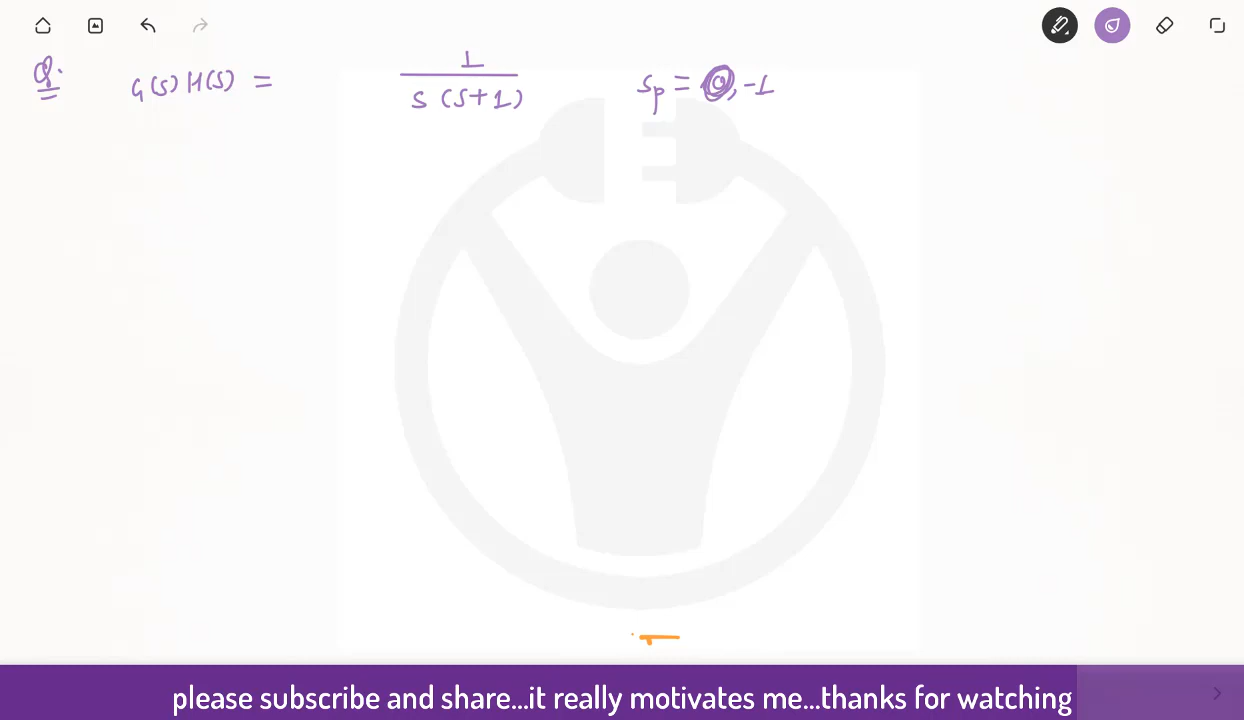 Q. G(s) H(s) = 1 / s (s+1) sp = 0, -1
please subscribe and share...it really motivates me...thanks for watching